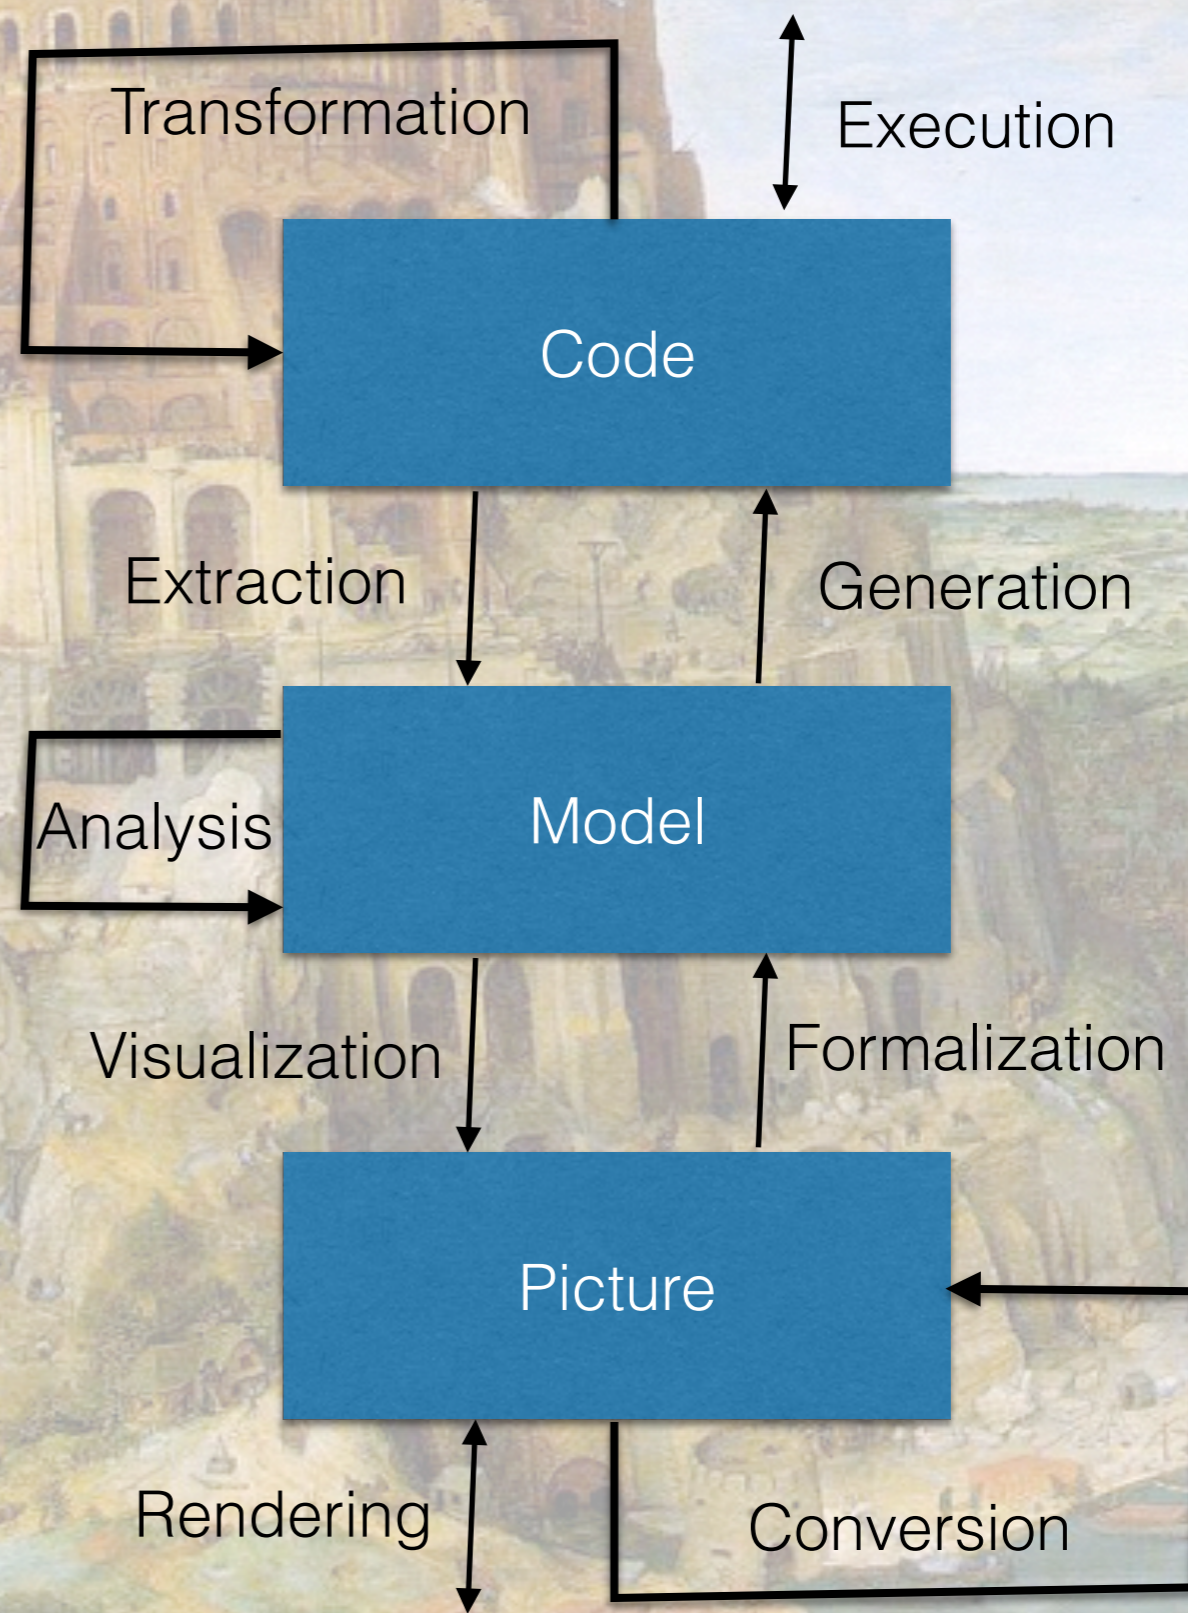 Transformation
Execution
Code
Extraction
Generation
Model
Analysis
Visualization
Formalization
Picture
Rendering
Conversion